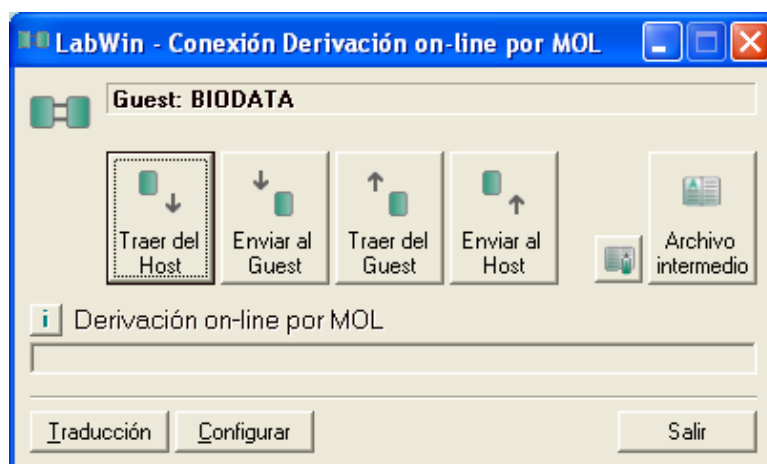 LabWin - Conexión Derivación on-line por MOL
Guest: BIODATA
Traer del Host
Enviar al Guest
Traer del Guest
Enviar al Host
Archivo intermedio
i Derivación on-line por MOL
Traducción Configurar Salir